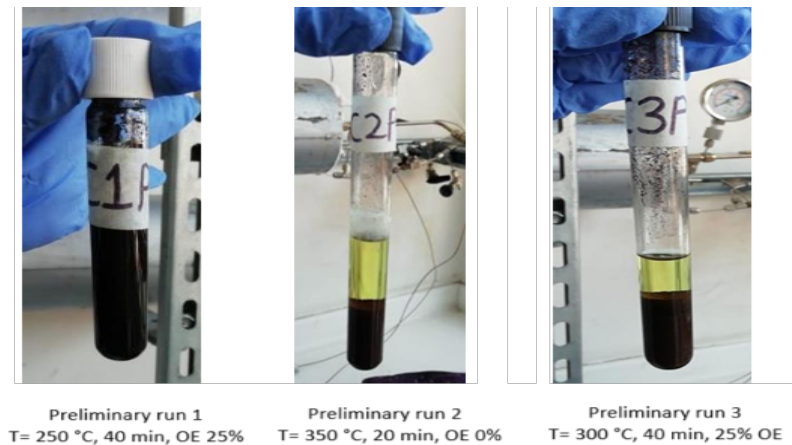 C1P
C2P
C3P
Preliminary run 1
T= 250 °C, 40 min, OE 25%
Preliminary run 2
T= 350 °C, 20 min, OE 0%
Preliminary run 3
T= 300 °C, 40 min, 25% OE